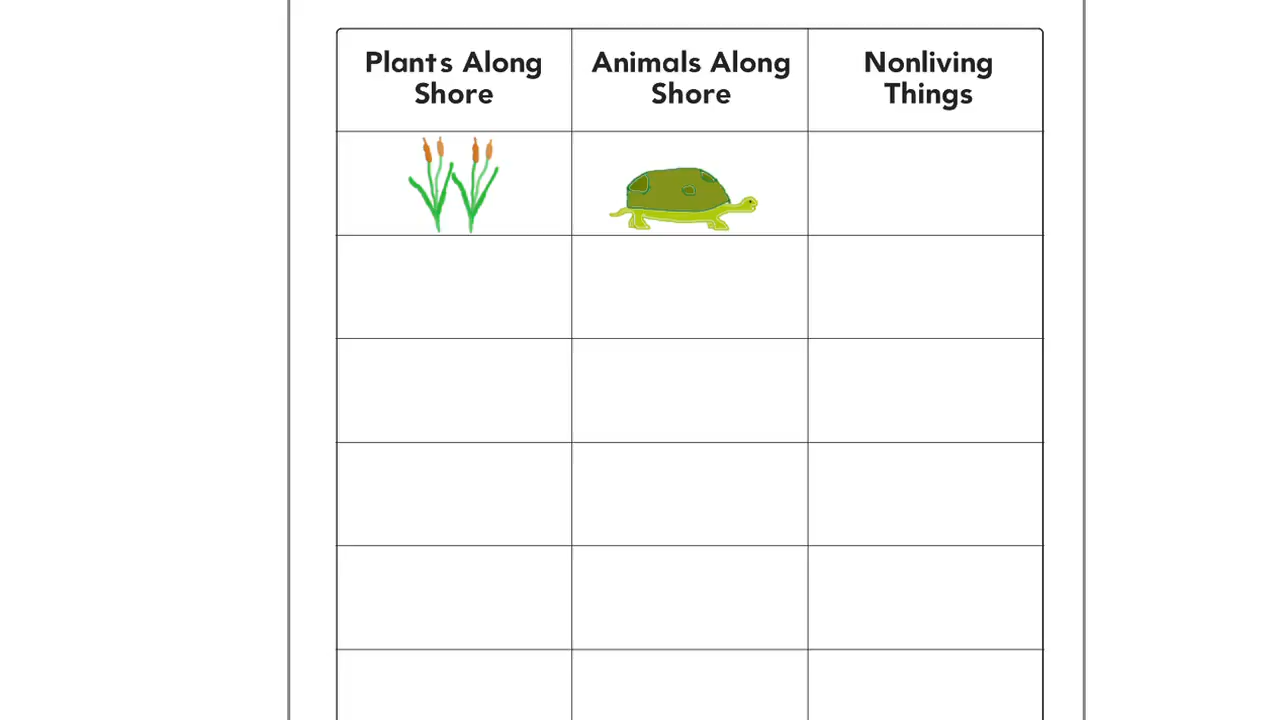 Plants Along
Shore
Animals Along
Shore
Nonliving
Things